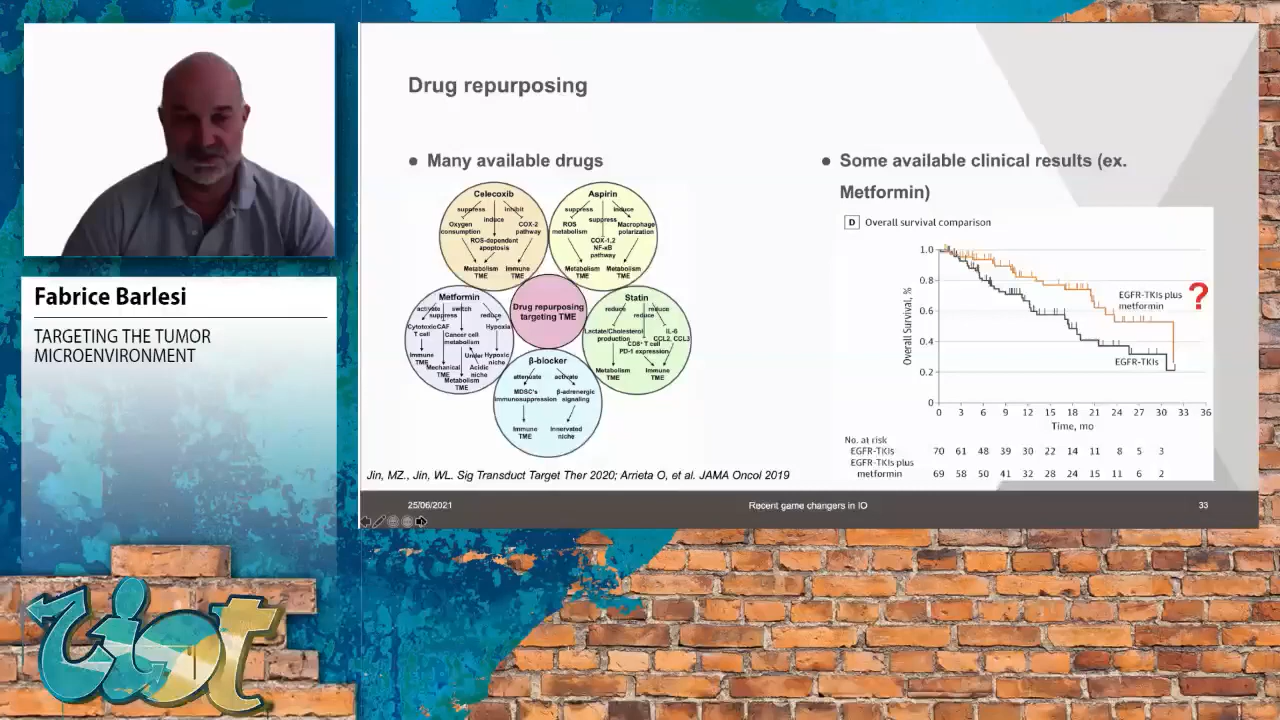 Fabrice Barlesi
TARGETING THE TUMOR
MICROENVIRONMENT
Drug repurposing
● Many available drugs
Celecoxib
suppress
induce
inhibit
Oxygen
consumption
COX-2
pathway
ROS-dependent
apoptosis
Metabolism
TME
Immune
TME
Aspirin
suppress
suppress
induce
ROS
metabolism
Macrophage
polarization
COX-1,2
NF-κB
pathway
Metabolism
TME
Metabolism
TME
Metformin
activate
suppress
switch
reduce
Cytotoxic
T cell
CAF
Cancer cell
metabolism
Hypoxia
Immune
TME
Mechanical
TME
Metabolism
TME
Under
Acidic
niche
Hypoxic
niche
Drug repurposing
targeting TME
Statin
reduce
reduce
reduce
Lactate/Cholesterol
production
CD8⁺ T cell
PD-1 expression
IL-6
CCL2, CCL3
Metabolism
TME
Immune
TME
β-blocker
attenuate
activate
MDSC's
immunosuppression
β-adrenergic
signaling
Immune
TME
Innervated
niche
Jin, MZ., Jin, WL. Sig Transduct Target Ther 2020; Arrieta O, et al. JAMA Oncol 2019
● Some available clinical results (ex.
Metformin)
D Overall survival comparison
Overall Survival, %
1.0
0.8
0.6
0.4
0.2
EGFR-TKIs plus
metformin
?
EGFR-TKIs
0 3 6 9 12 15 18 21 24 27 30 33 36
Time, mo
No. at risk
EGFR-TKIs 70 61 48 39 30 22 14 11 8 5 3
EGFR-TKIs plus
metformin 69 58 50 41 32 28 24 15 11 6 2
25/06/2021
Recent game changers in IO
33